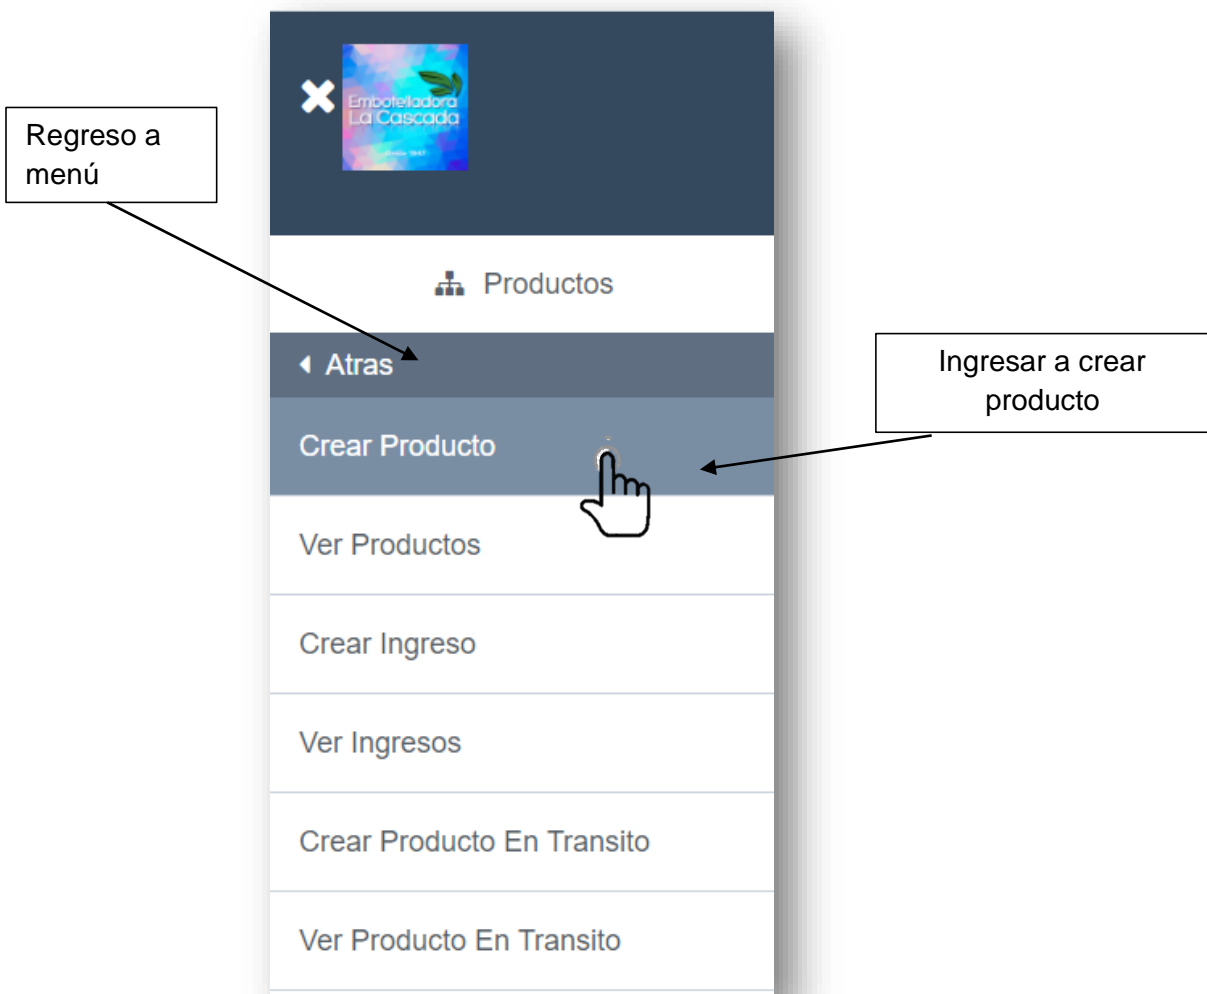 Embotelladora
La Cascada
Regreso a
menú
Productos
Atras
Ingresar a crear
producto
Crear Producto
Ver Productos
Crear Ingreso
Ver Ingresos
Crear Producto En Transito
Ver Producto En Transito